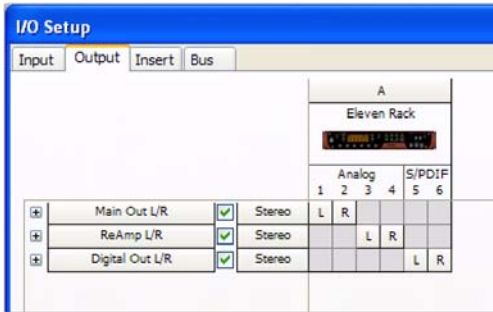 I/O Setup
Input Output Insert Bus
A
Eleven Rack
Analog S/PDIF
1 2 3 4 5 6
Main Out L/R Stereo L R
ReAmp L/R Stereo L R
Digital Out L/R Stereo L R